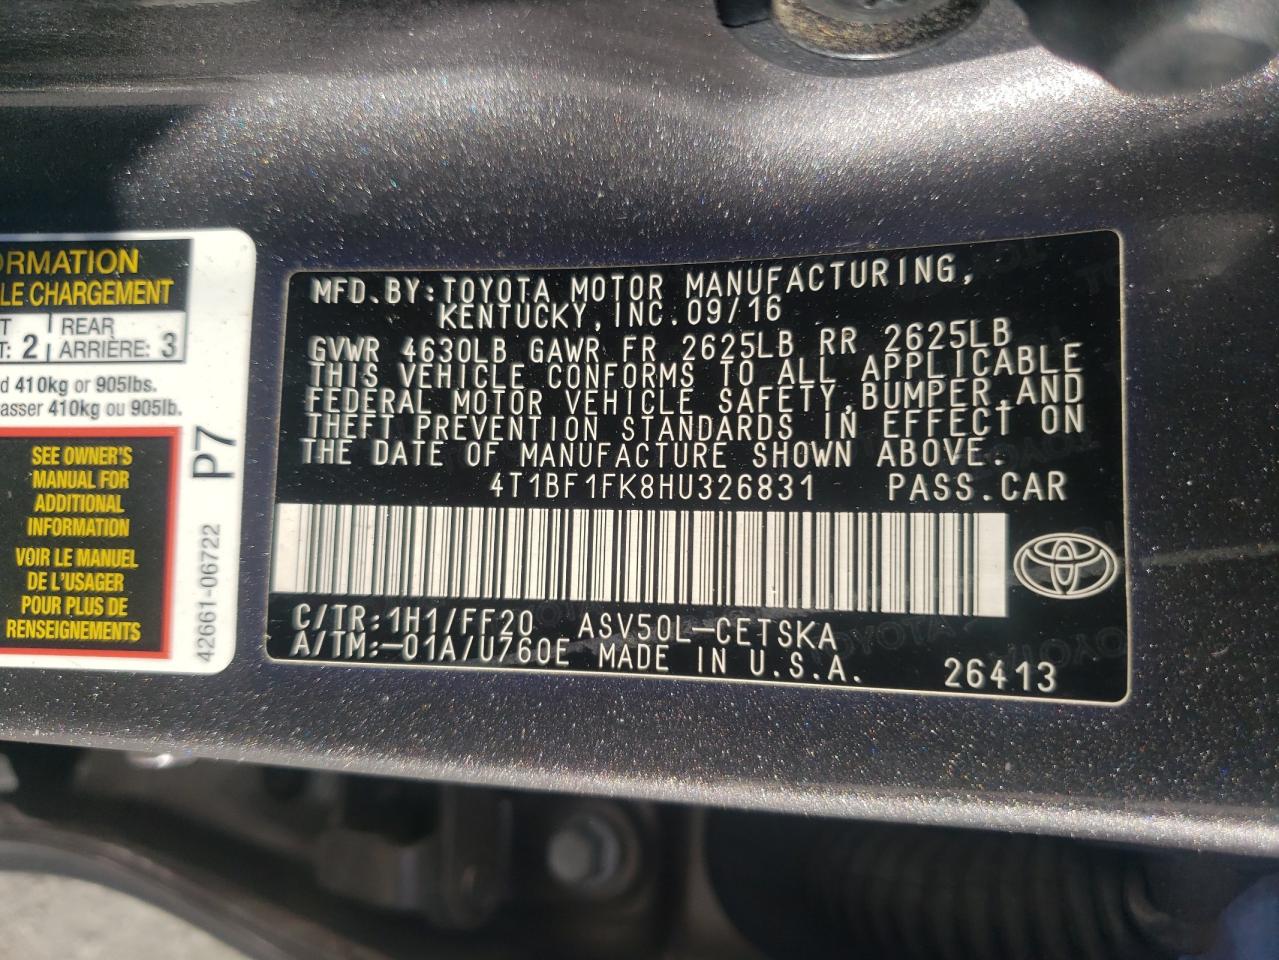 ORMATION
LE CHARGEMENT
T
: 2
REAR
ARRIÈRE: 3
d 410kg or 905lbs.
asser 410kg ou 905lb.
SEE OWNER'S
MANUAL FOR
ADDITIONAL
INFORMATION
VOIR LE MANUEL
DE L'USAGER
POUR PLUS DE
RENSEIGNEMENTS
P7
42661-06722
MFD.BY:TOYOTA MOTOR MANUFACTURING,
KENTUCKY,INC.09/16
GVWR 4630LB GAWR FR 2625LB RR 2625LB
THIS VEHICLE CONFORMS TO ALL APPLICABLE
FEDERAL MOTOR VEHICLE SAFETY,BUMPER,AND
THEFT PREVENTION STANDARDS IN EFFECT ON
THE DATE OF MANUFACTURE SHOWN ABOVE.
4T1BF1FK8HU326831 PASS.CAR
C/TR:1H1/FF20 ASV50L-CETSKA
A/TM:-01A/U760E MADE IN U.S.A.
26413